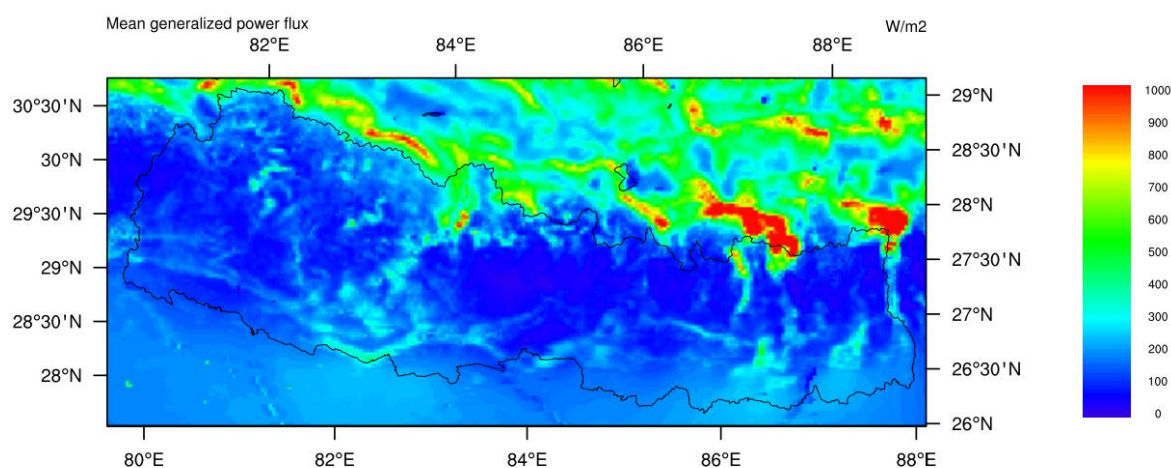 Mean generalized power flux W/m2
82°E 84°E 86°E 88°E
30°30'N
30°N
29°30'N
29°N
28°30'N
28°N
29°N
28°30'N
28°N
27°30'N
27°N
26°30'N
26°N
80°E 82°E 84°E 86°E 88°E
1000
900
800
700
600
500
400
300
200
100
0